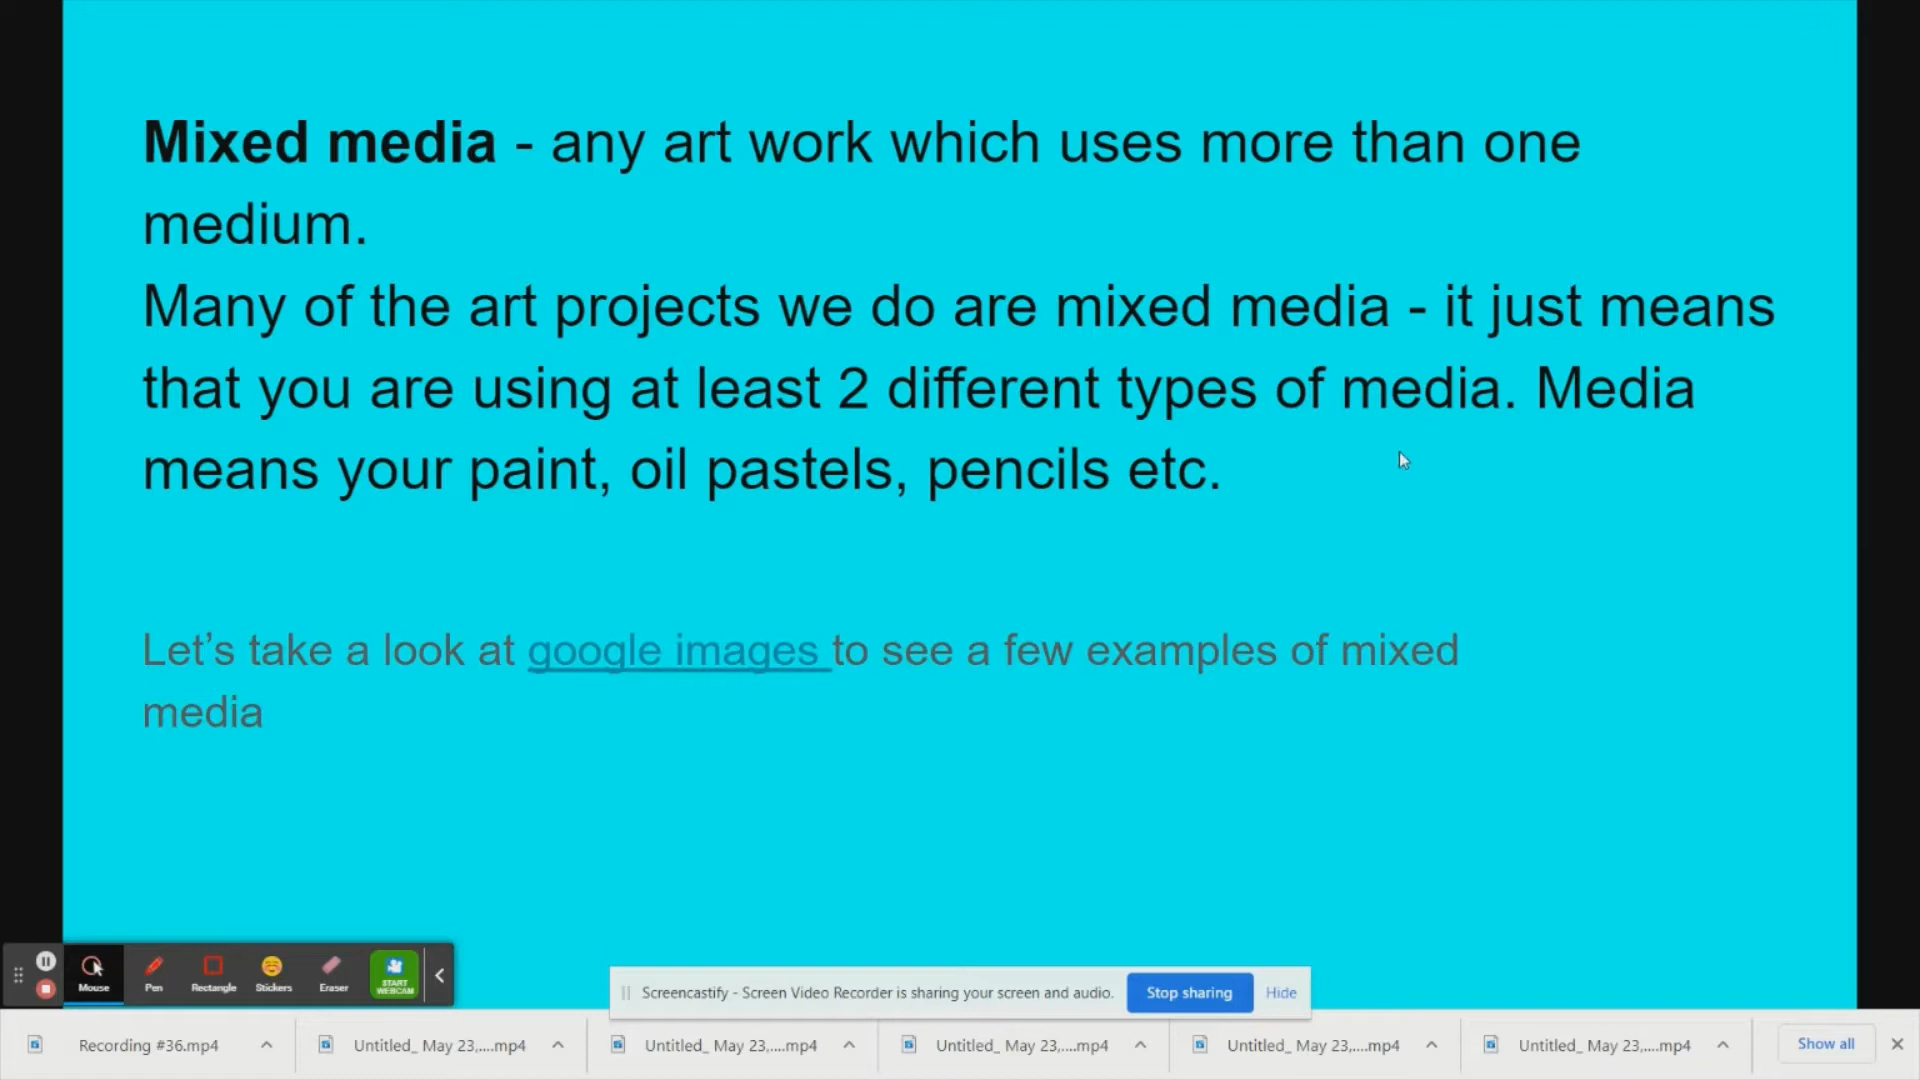 Mixed media - any art work which uses more than one
medium.
Many of the art projects we do are mixed media - it just means
that you are using at least 2 different types of media. Media
means your paint, oil pastels, pencils etc.
Let’s take a look at google images to see a few examples of mixed
media
Mouse Pen Rectangle Stickers Eraser START WEBCAM
Screencastify - Screen Video Recorder is sharing your screen and audio. Stop sharing Hide
Recording #36.mp4 Untitled_ May 23,....mp4 Untitled_ May 23,....mp4 Untitled_ May 23,....mp4 Untitled_ May 23,....mp4 Untitled_ May 23,....mp4 Show all